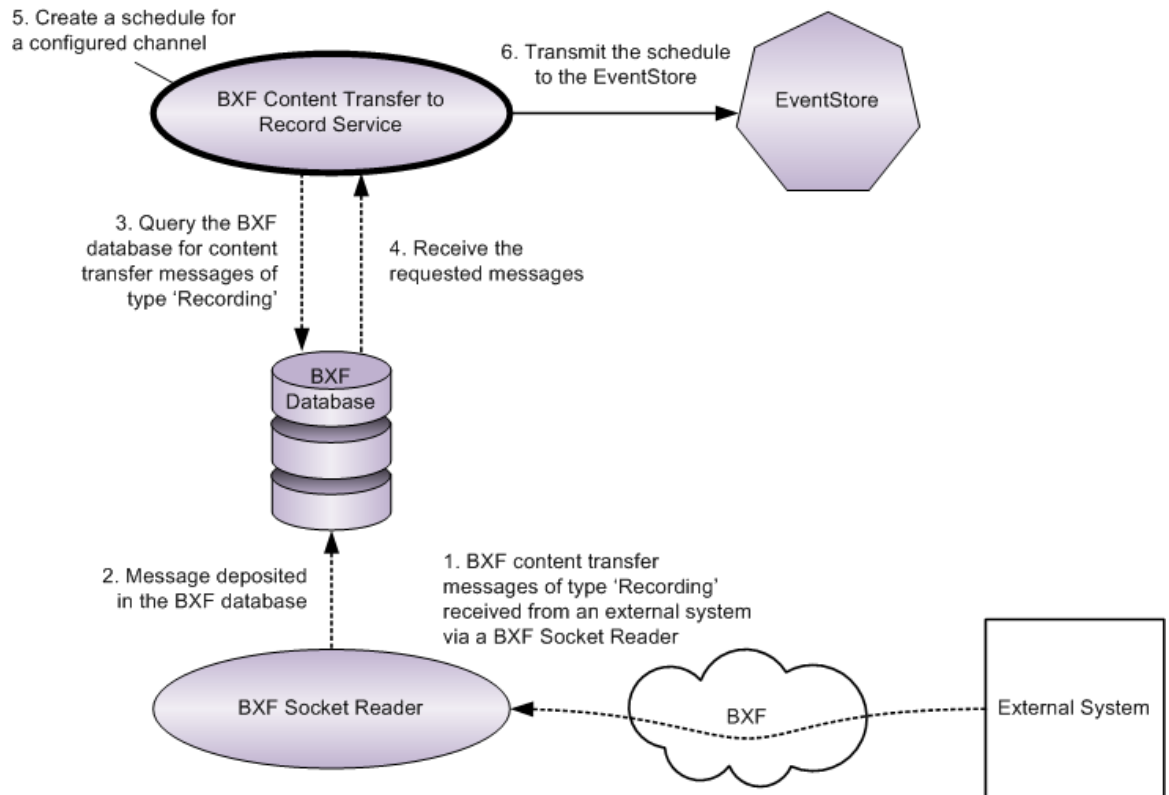 5. Create a schedule for
a configured channel
BXF Content Transfer to
Record Service
6. Transmit the schedule
to the EventStore
EventStore
3. Query the BXF
database for content
transfer messages of
type ‘Recording’
4. Receive the
requested messages
BXF
Database
2. Message deposited
in the BXF database
1. BXF content transfer
messages of type ‘Recording’
received from an external system
via a BXF Socket Reader
BXF Socket Reader
BXF
External System